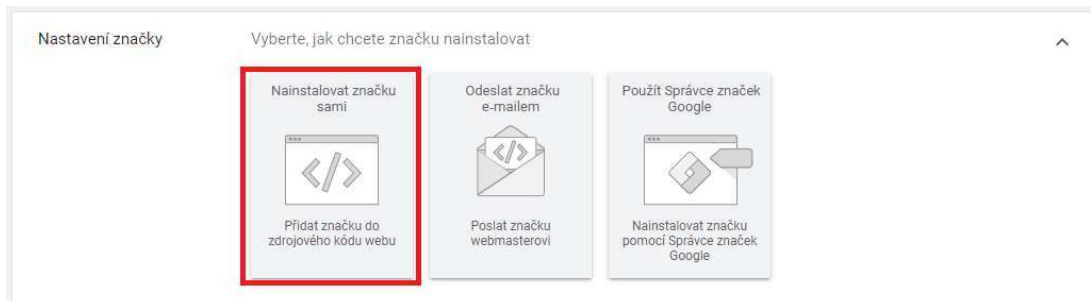 Nastavení značky
Vyberte, jak chcete značku nainstalovat
Nainstalovat značku
sami
</>
Přidat značku do
zdrojového kódu webu
Odeslat značku
e-mailem
</>
Poslat značku
webmasterovi
Použít Správce značek
Google
Nainstalovat značku
pomocí Správce značek
Google